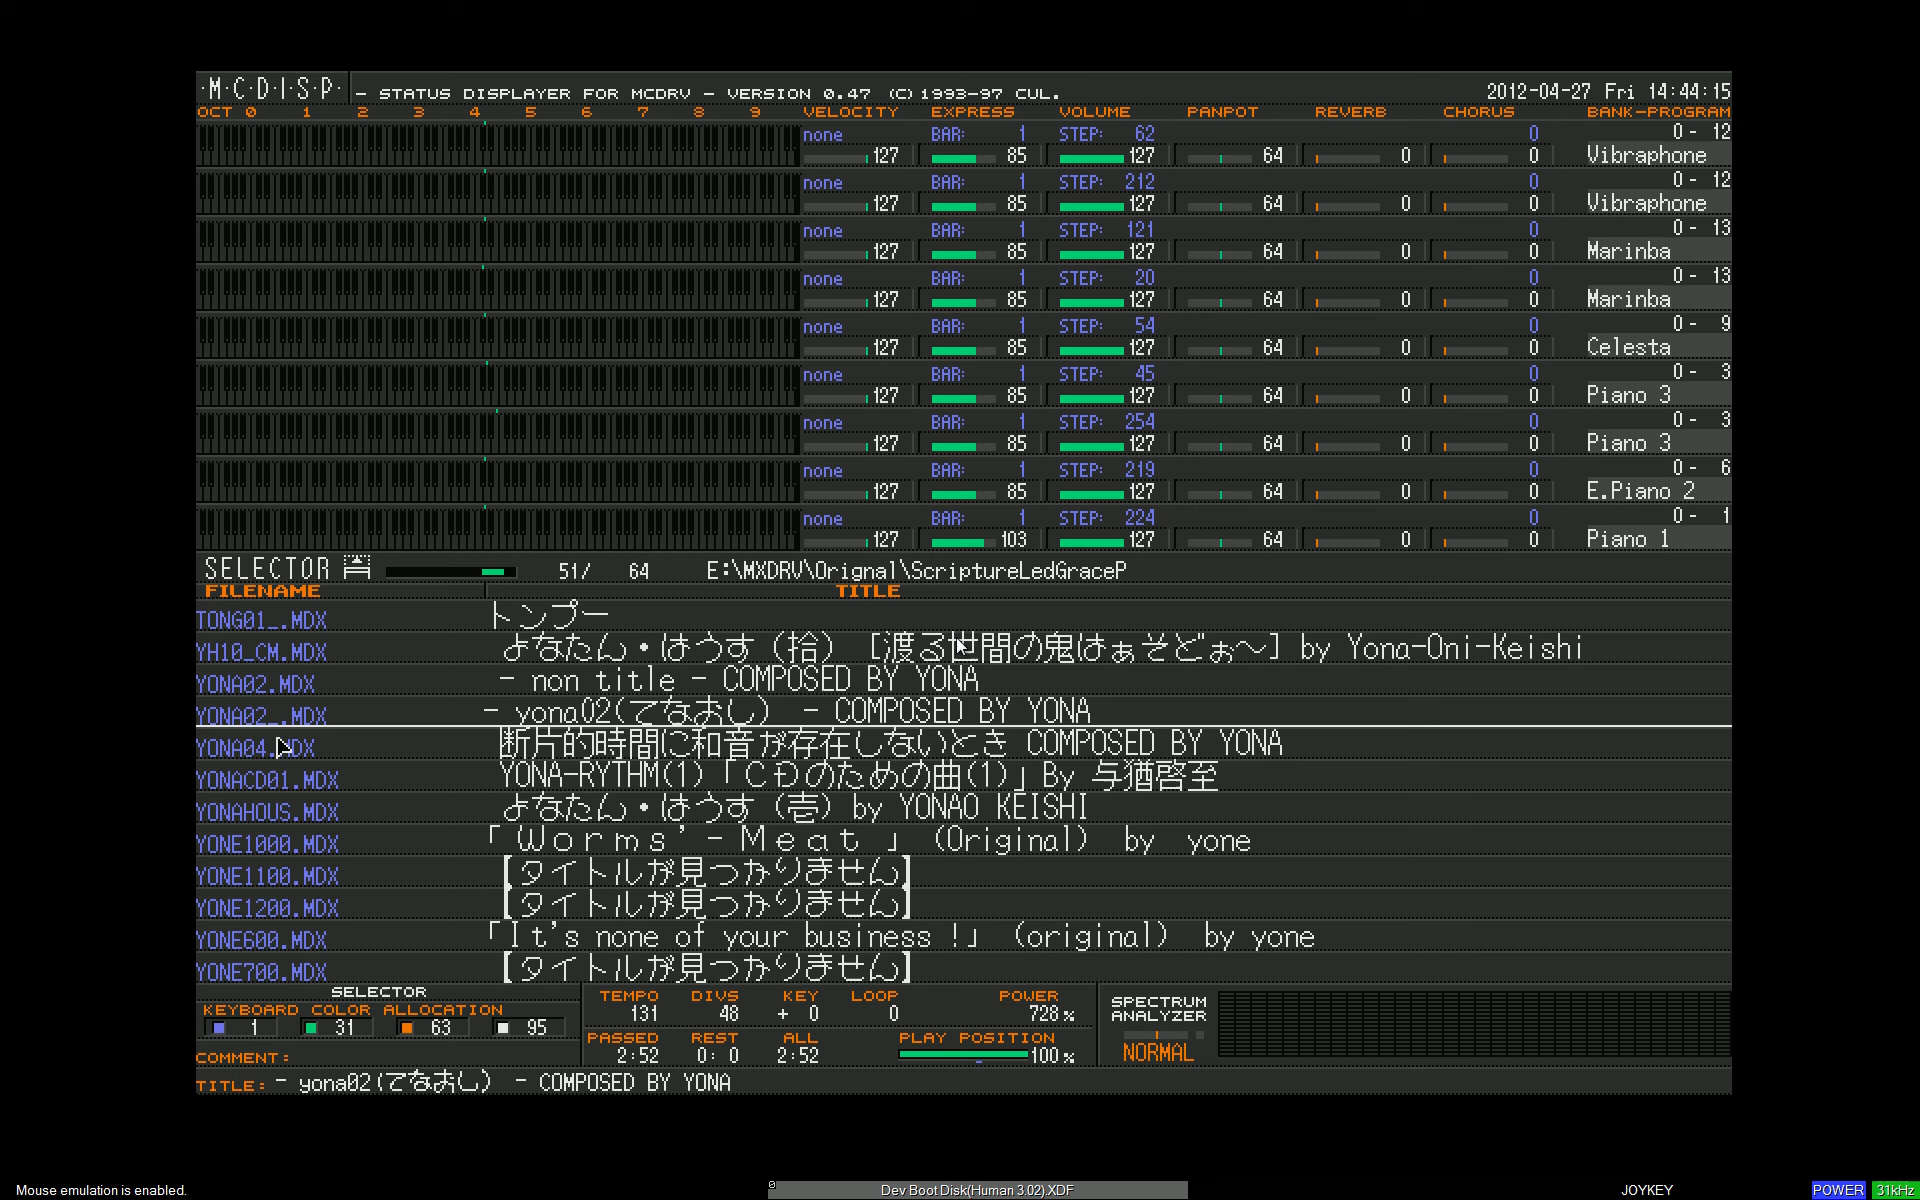 ·M·C·D·I·S·P· - STATUS DISPLAYER FOR MCDRV - VERSION 0.47 (C)1993-97 CUL. 2012-04-27 Fri 14:44:15
OCT 0 1 2 3 4 5 6 7 8 9 VELOCITY EXPRESS VOLUME PANPOT REVERB CHORUS BANK-PROGRAM
none BAR: 1 STEP: 62 0 0 - 12
127 85 127 64 0 0 Vibraphone
none BAR: 1 STEP: 212 0 0 - 12
127 85 127 64 0 0 Vibraphone
none BAR: 1 STEP: 121 0 0 - 13
127 85 127 64 0 0 Marinba
none BAR: 1 STEP: 20 0 0 - 13
127 85 127 64 0 0 Marinba
none BAR: 1 STEP: 54 0 0 - 9
127 85 127 64 0 0 Celesta
none BAR: 1 STEP: 45 0 0 - 3
127 85 127 64 0 0 Piano 3
none BAR: 1 STEP: 254 0 0 - 3
127 85 127 64 0 0 Piano 3
none BAR: 1 STEP: 219 0 0 - 6
127 85 127 64 0 0 E.Piano 2
none BAR: 1 STEP: 224 0 0 - 1
127 103 127 64 0 0 Piano 1
SELECTOR 51/ 64 E:\MXDRV\Orignal\ScriptureLedGraceP
FILENAME TITLE
TONG01_.MDX トンプー
YH10_CM.MDX よなたん・はうす（拾）［渡る世間の鬼はぁそどぉ〜］by Yona-Oni-Keishi
YONA02.MDX - non title - COMPOSED BY YONA
YONA02_.MDX - yona02(てなおし) - COMPOSED BY YONA
YONA04.MDX 断片的時間に和音が存在しないとき COMPOSED BY YONA
YONACD01.MDX YONA-RYTHM(1)「CDのための曲(1)」By 与猶啓至
YONAHOUS.MDX よなたん・はうす（壱）by YONAO KEISHI
YONE1000.MDX 「Worms'-Meat」(Original) by yone
YONE1100.MDX [タイトルが見つかりません]
YONE1200.MDX [タイトルが見つかりません]
YONE600.MDX 「It's none of your business !」 (original) by yone
YONE700.MDX [タイトルが見つかりません]
SELECTOR
KEYBOARD COLOR ALLOCATION
1 31 63 95
COMMENT:
TEMPO DIVS KEY LOOP POWER
131 48 + 0 0 728%
PASSED REST ALL PLAY POSITION
2:52 0: 0 2:52 100%
SPECTRUM
ANALYZER
NORMAL
TITLE: - yona02(てなおし) - COMPOSED BY YONA
Mouse emulation is enabled. 0 Dev Boot Disk(Human 3.02).XDF JOYKEY POWER 31kHz